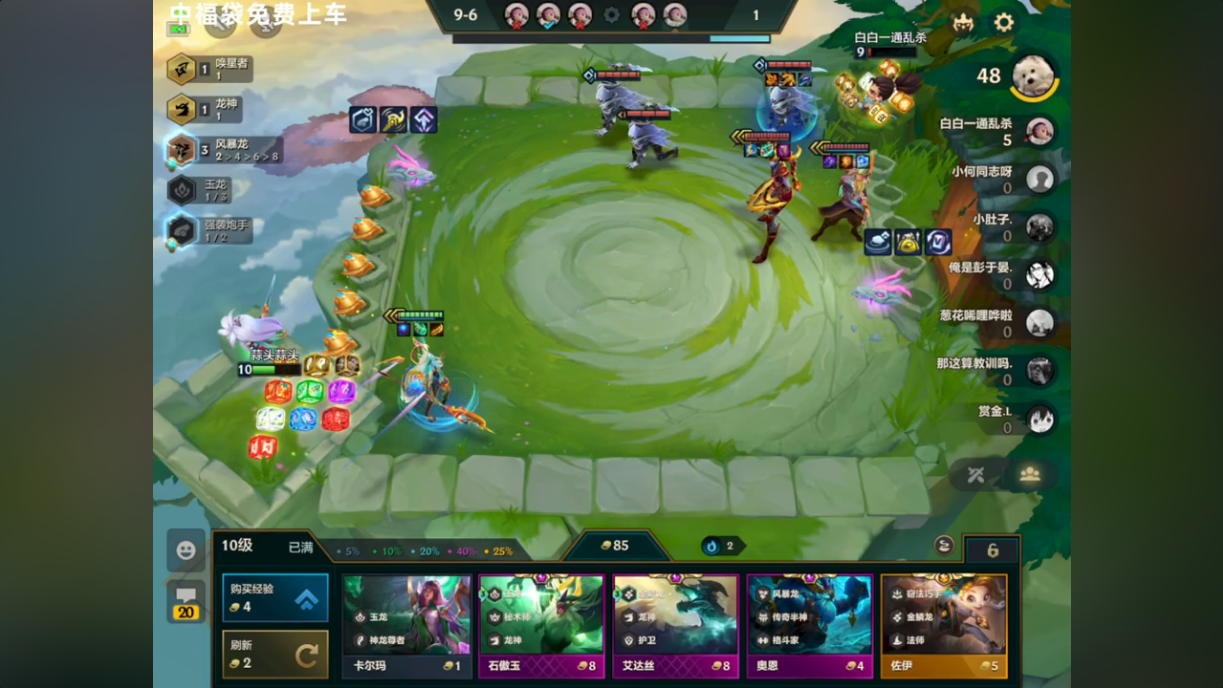 中福袋免费上车
9-6
1
白白一通乱杀
9
48
1 唤星者
1
1 龙神
1
3 风暴龙
2 > 4 > 6 > 8
玉龙
1 / 3
强袭炮手
1 / 2
白白一通乱杀
5
小何同志呀
0
小肚子.
0
俺是彭于晏.
0
葱花唏哩哗啦
0
那这算教训吗.
0
赏金.L
0
蒜头蒜头
10
10级
已满
5% 10% 20% 40% 25%
85
2
6
20
购买经验
4
刷新
2
玉龙
神龙尊者
卡尔玛
1
秘术师
龙神
石傲玉
8
龙神
护卫
艾达丝
8
风暴龙
传奇半神
格斗家
奥恩
4
窃法巧手
金鳞龙
法师
佐伊
5